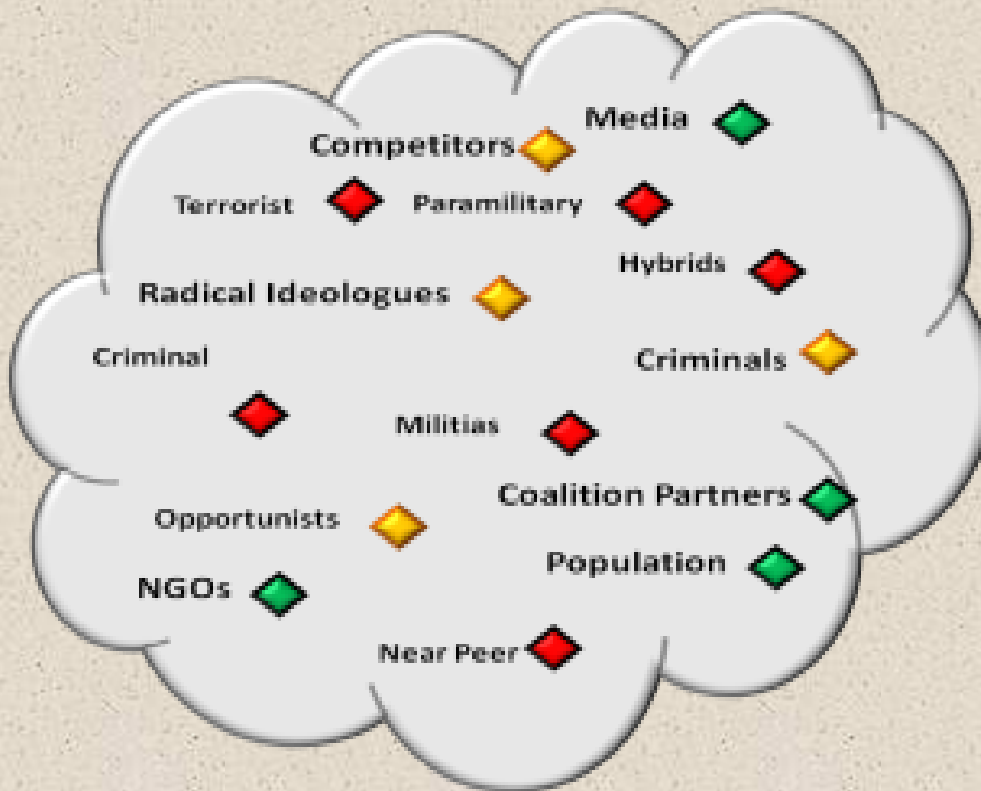 Media
Competitors
Terrorist
Paramilitary
Hybrids
Radical Ideologues
Criminal
Criminals
Militias
Coalition Partners
Opportunists
Population
NGOs
Near Peer